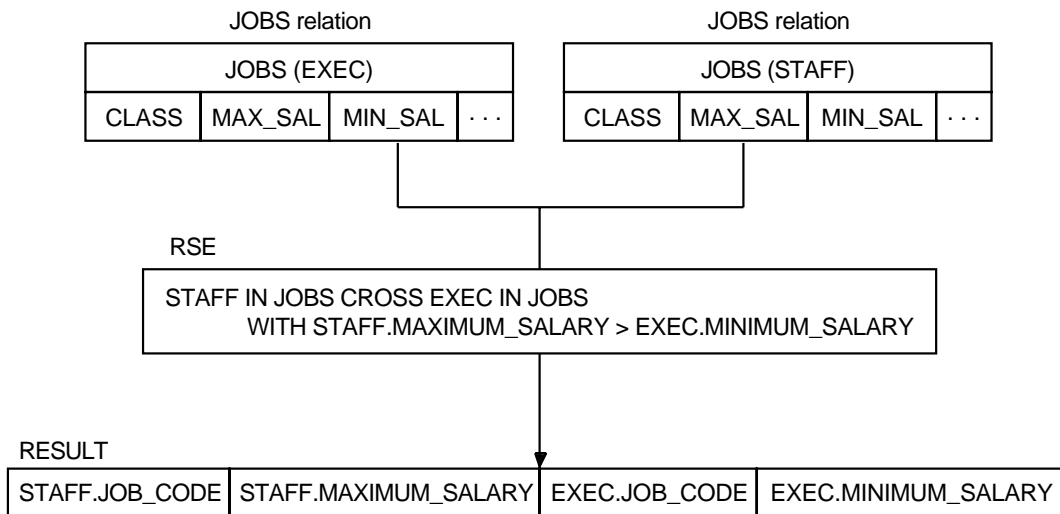 JOBS relation
JOBS relation
JOBS (EXEC)
JOBS (STAFF)
CLASS MAX_SAL MIN_SAL . . .
CLASS MAX_SAL MIN_SAL . . .
RSE
STAFF IN JOBS CROSS EXEC IN JOBS
WITH STAFF.MAXIMUM_SALARY > EXEC.MINIMUM_SALARY
RESULT
STAFF.JOB_CODE STAFF.MAXIMUM_SALARY EXEC.JOB_CODE EXEC.MINIMUM_SALARY